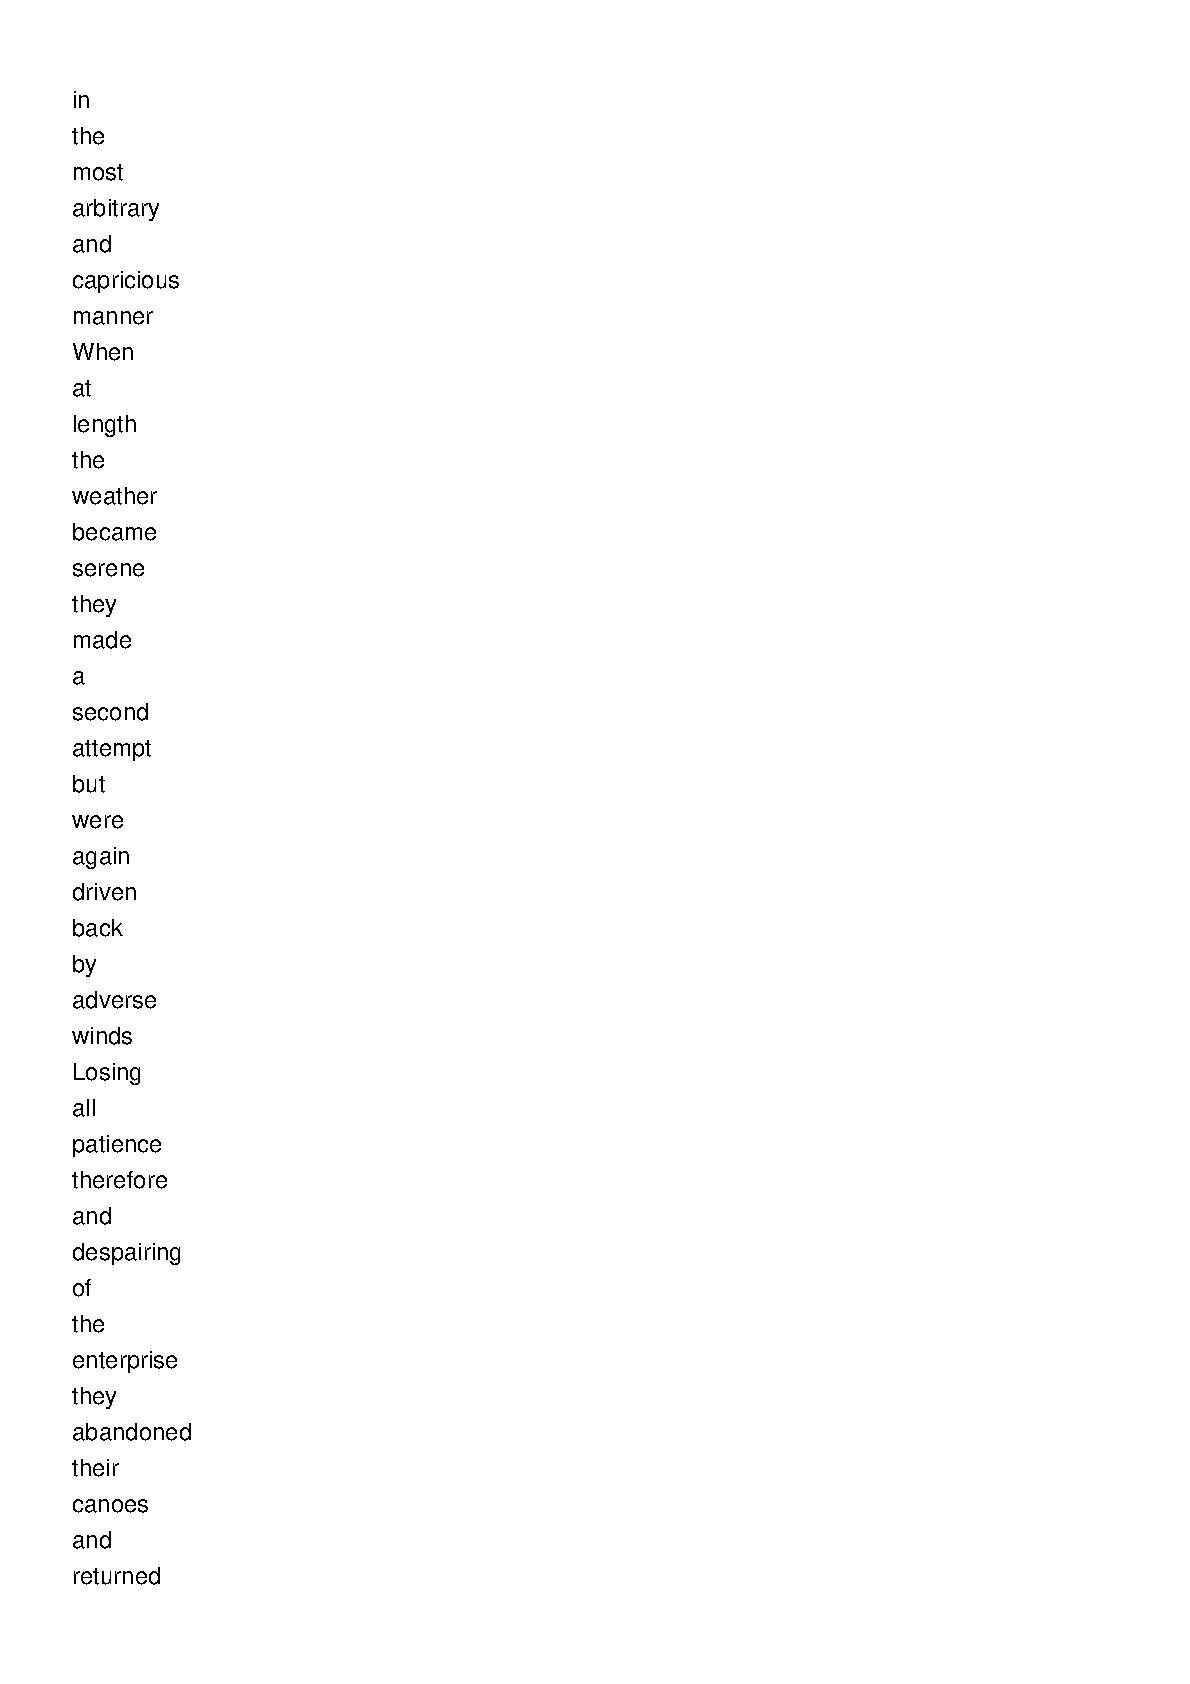 in
the
most
arbitrary
and
capricious
manner
When
at
length
the
weather
became
serene
they
made
a
second
attempt
but
were
again
driven
back
by
adverse
winds
Losing
all
patience
therefore
and
despairing
of
the
enterprise
they
abandoned
their
canoes
and
returned